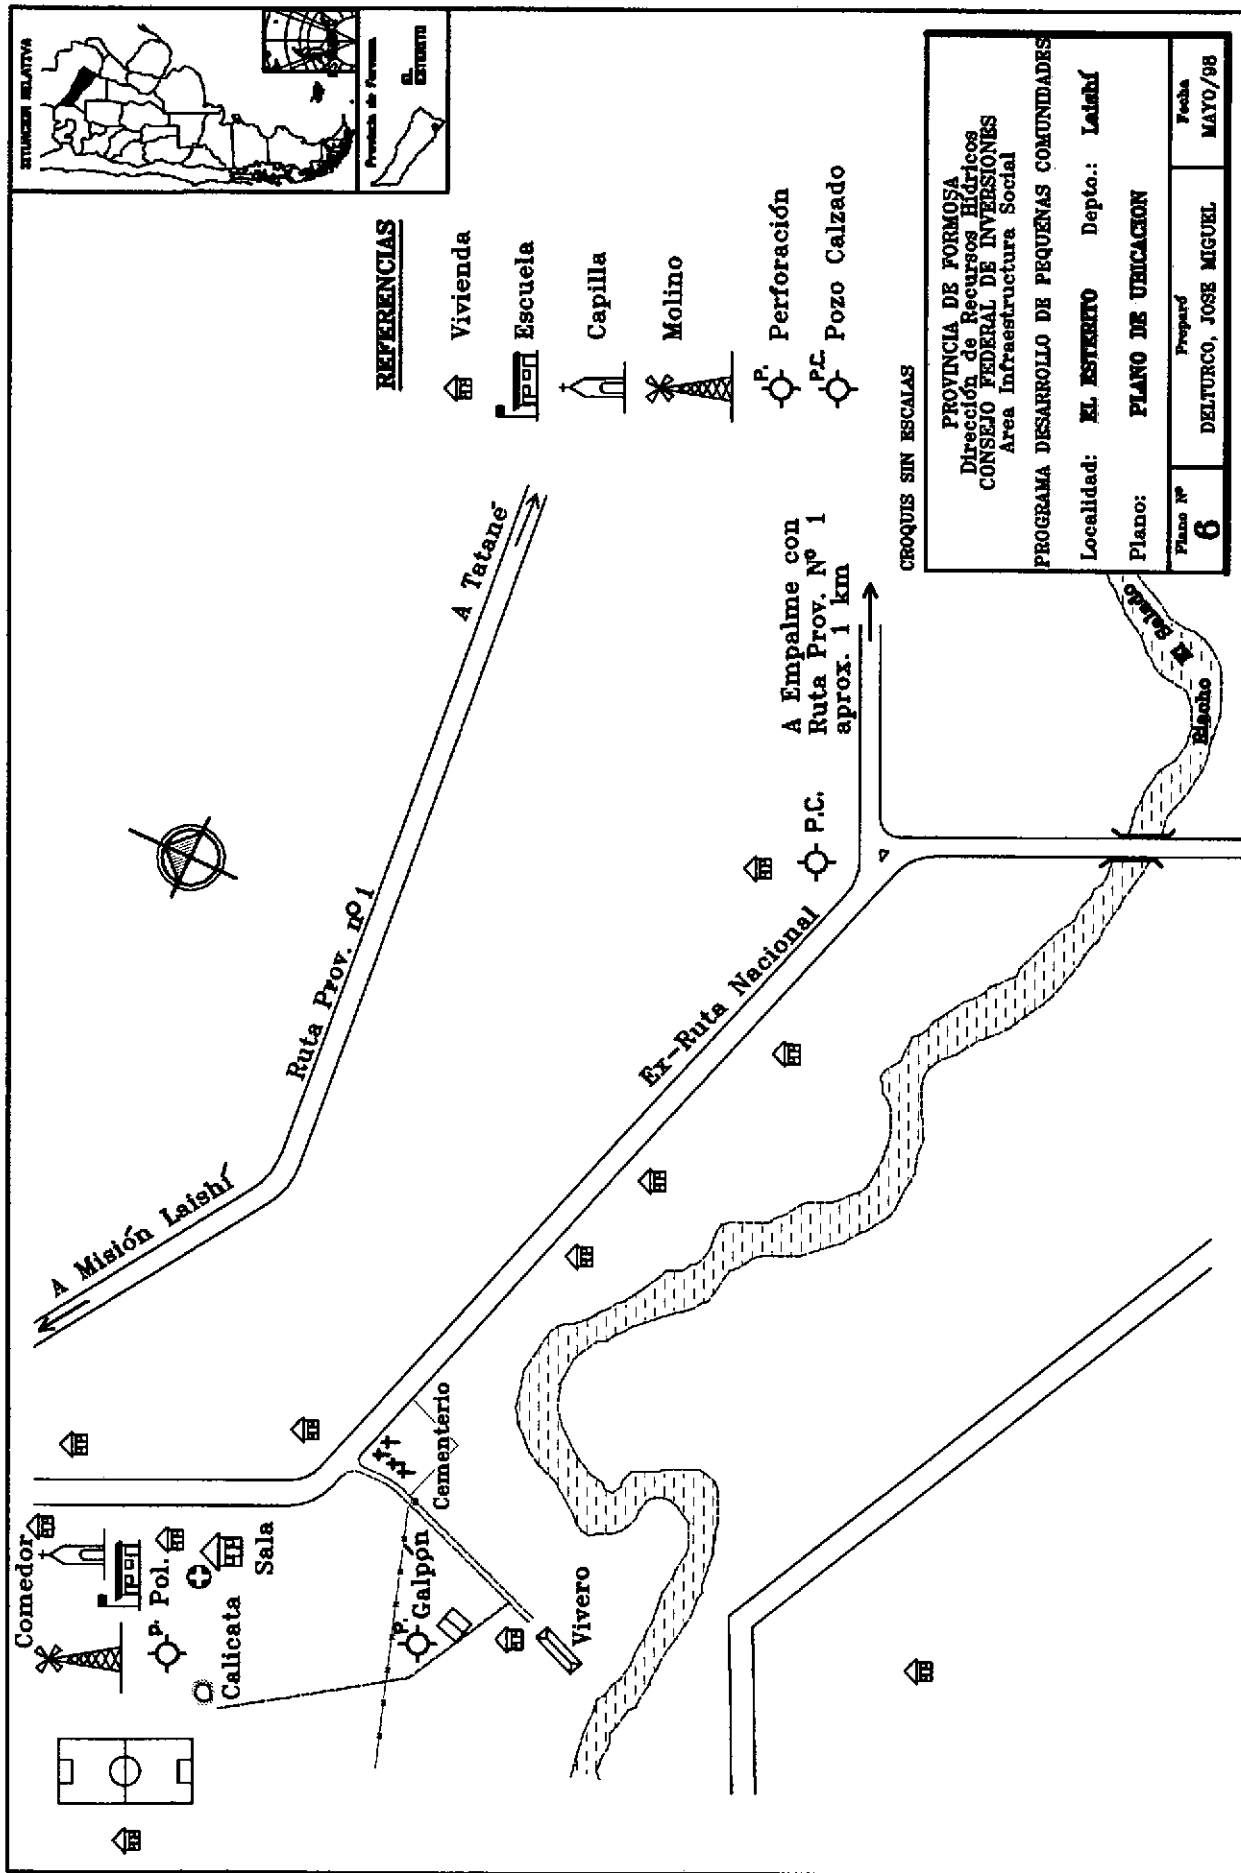 SITUACION RELATIVA
Provincia de Formosa
EL
ESTERITO
REFERENCIAS
Vivienda
Escuela
Capilla
Molino
P.
Perforación
P.C.
Pozo Calzado
Comedor
Pol.
P.
Sala
Calicata
P.
Galpón
Cementerio
Vivero
A Misión Laishí
Ruta Prov. nº 1
A Tatané
Ex-Ruta Nacional
P.C.
A Empalme con
Ruta Prov. Nº 1
aprox. 1 km
Riacho
Salado
CROQUIS SIN ESCALAS
PROVINCIA DE FORMOSA
Dirección de Recursos Hídricos
CONSEJO FEDERAL DE INVERSIONES
Area Infraestructura Social
PROGRAMA DESARROLLO DE PEQUEÑAS COMUNIDADES
Localidad: EL ESTERITO Depto.: Laishí
Plano: PLANO DE UBICACION
Plano Nº
6
Preparó
DELTURCO, JOSE MIGUEL
Fecha
MAYO/98